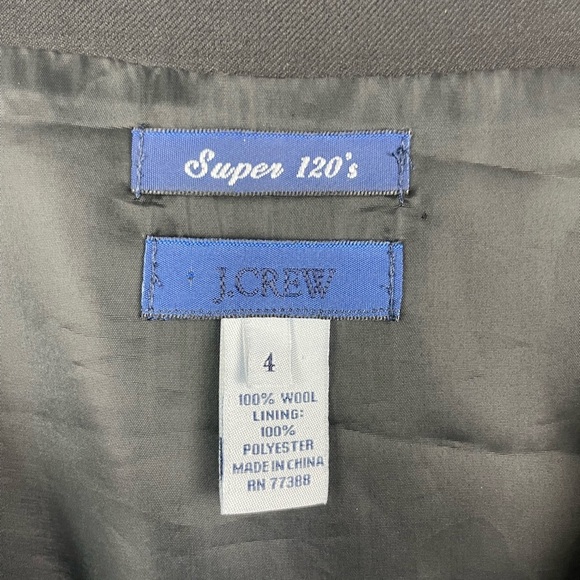 Super 120's
J.CREW
4
100% WOOL
LINING:
100%
POLYESTER
MADE IN CHINA
RN 77388